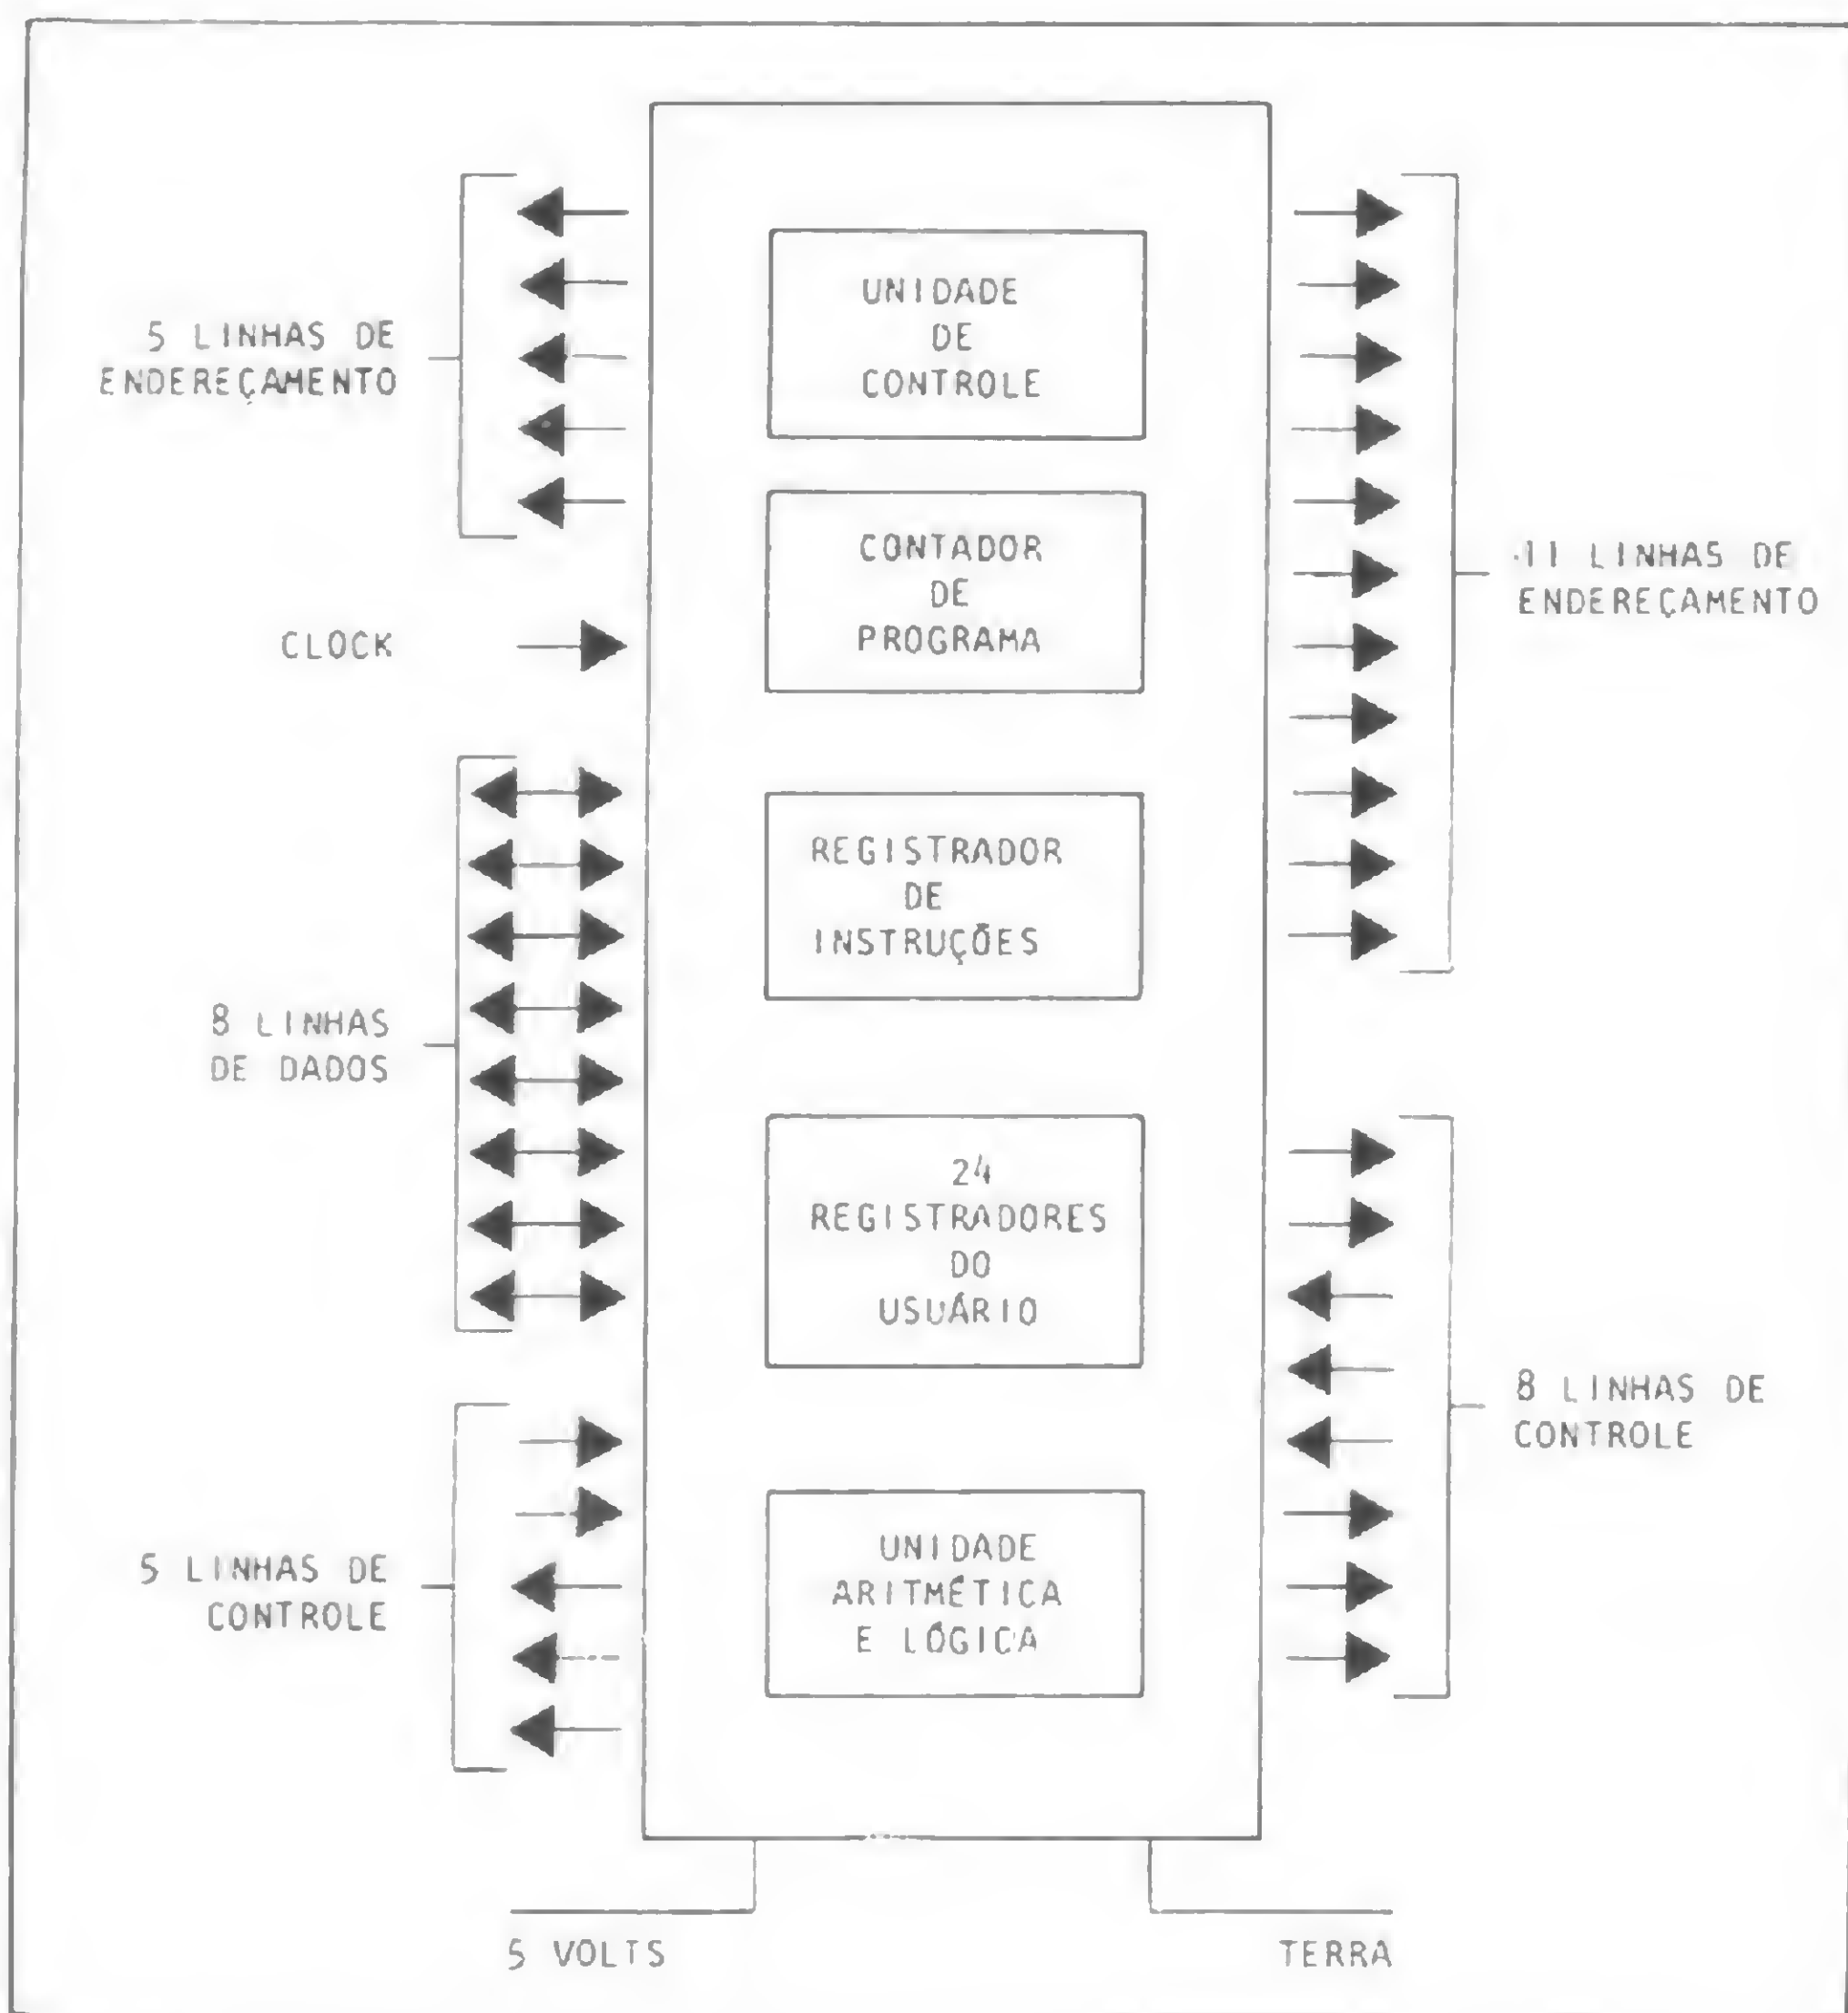 5 LINHAS DE
ENDEREÇAMENTO
CLOCK
8 LINHAS
DE DADOS
5 LINHAS DE
CONTROLE
UNIDADE
DE
CONTROLE
CONTADOR
DE
PROGRAMA
REGISTRADOR
DE
INSTRUÇÕES
24
REGISTRADORES
DO
USUÁRIO
UNIDADE
ARITMÉTICA
E LÓGICA
11 LINHAS DE
ENDEREÇAMENTO
8 LINHAS DE
CONTROLE
5 VOLTS
TERRA